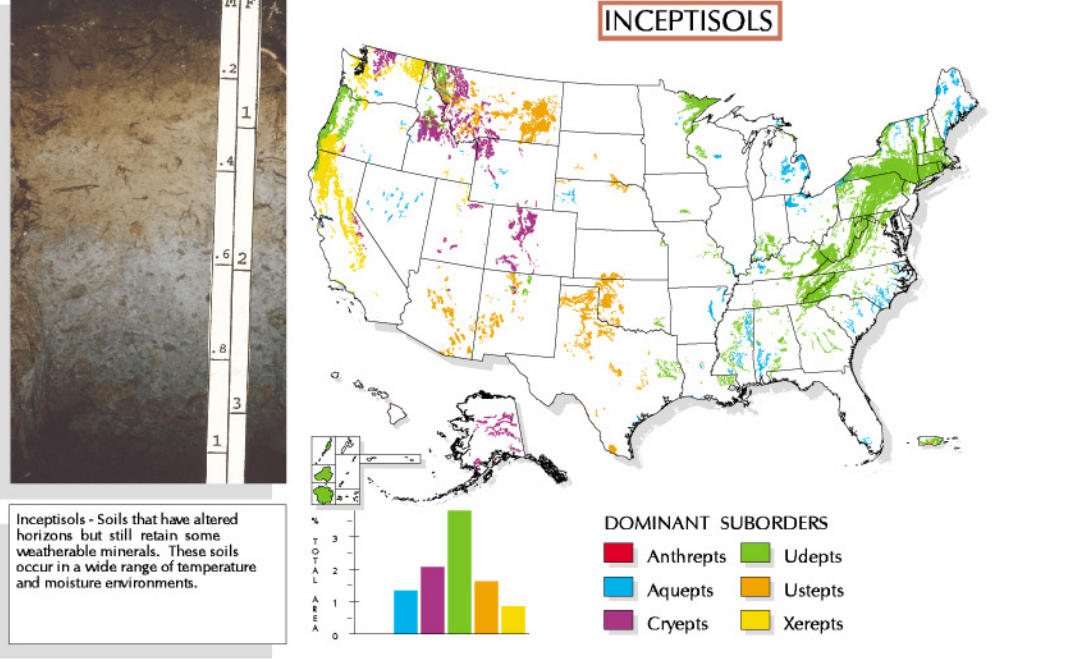 M F
.2
1
.4
.6 2
.8
3
1
INCEPTISOLS
Inceptisols - Soils that have altered
horizons but still retain some
weatherable minerals. These soils
occur in a wide range of temperature
and moisture environments.
% TOTAL AREA
3
2
1
0
DOMINANT SUBORDERS
Anthrepts Udepts
Aquepts Ustepts
Cryepts Xerepts